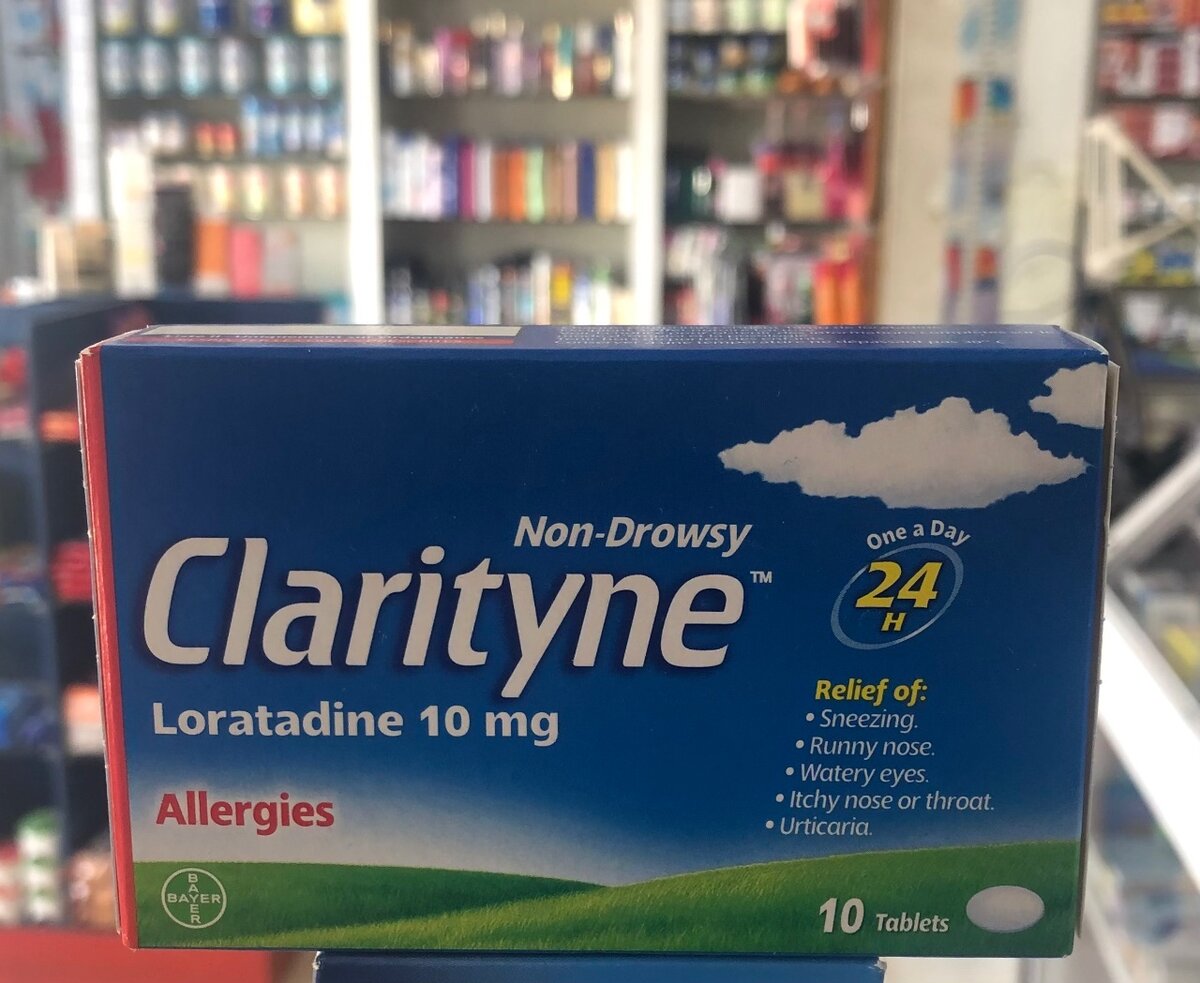 Non-Drowsy
Clarityne™
Loratadine 10 mg
Allergies
One a Day
24
H
Relief of:
• Sneezing.
• Runny nose.
• Watery eyes.
• Itchy nose or throat.
• Urticaria.
BAYER
BAYER
10 Tablets